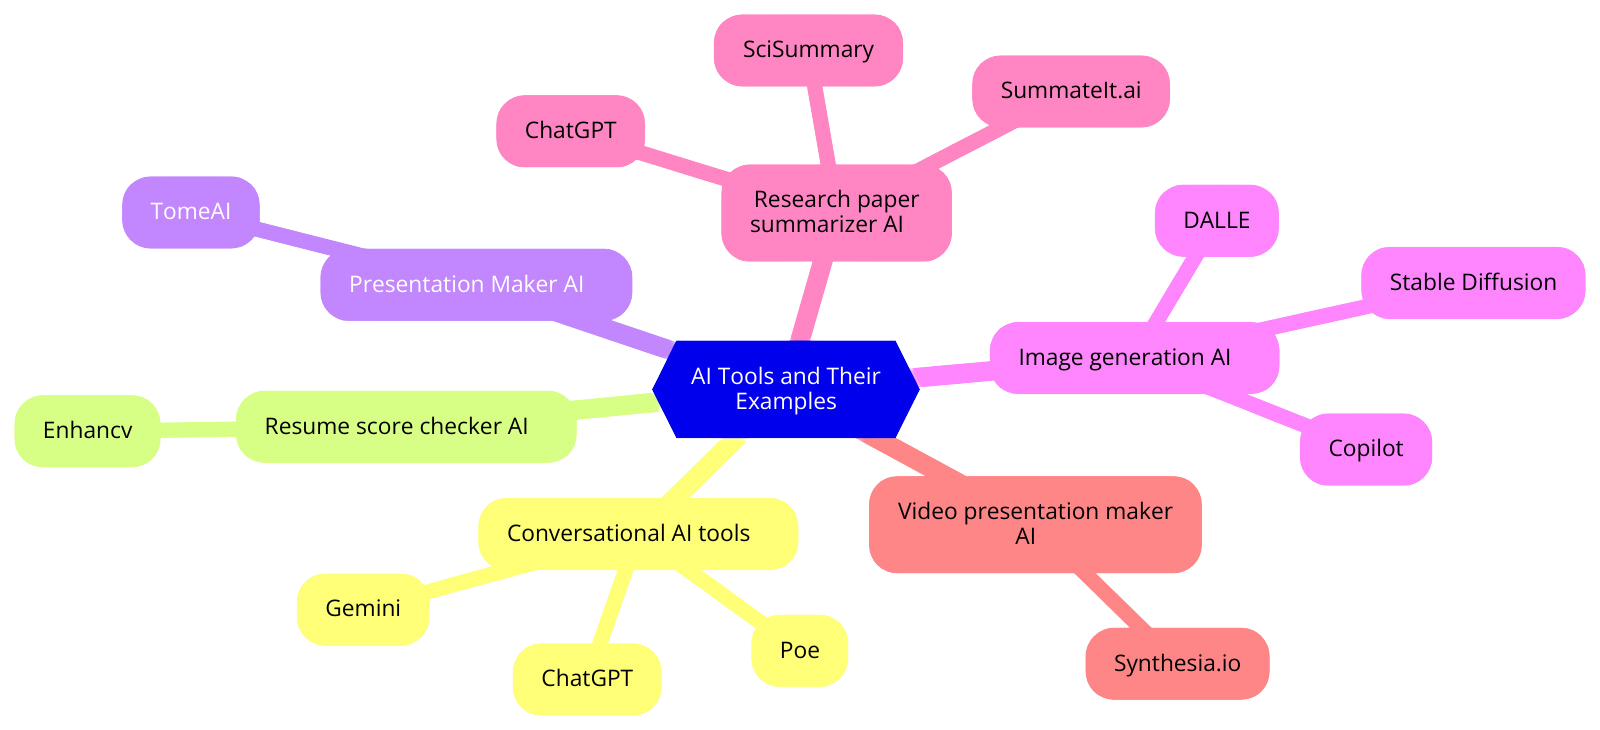 SciSummary
SummateIt.ai
ChatGPT
Research paper
summarizer AI
TomeAI
DALLE
Presentation Maker AI
Stable Diffusion
Image generation AI
AI Tools and Their
Examples
Enhancv
Resume score checker AI
Copilot
Video presentation maker
AI
Conversational AI tools
Gemini
ChatGPT
Poe
Synthesia.io